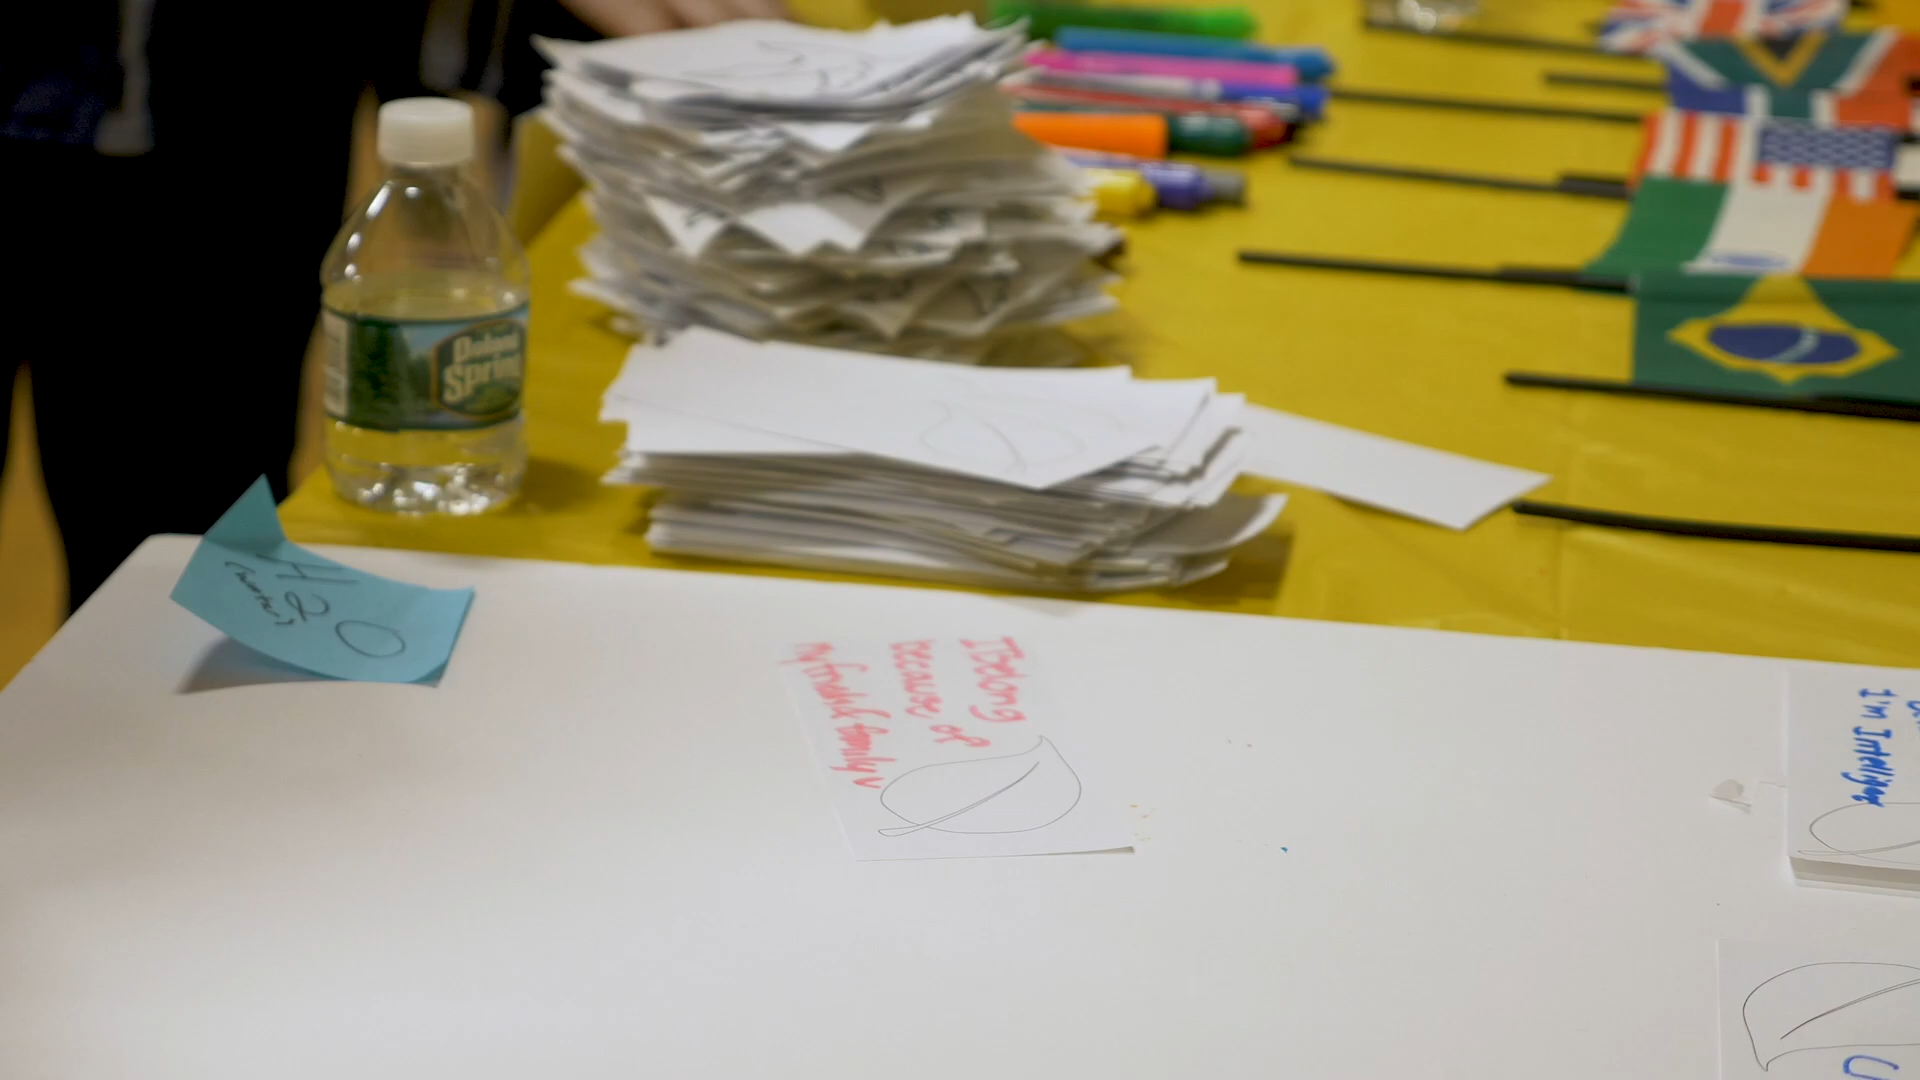 Poland
Spring
H2O
(water)
I Belong
because of
my friends & family
I'm Intelligent